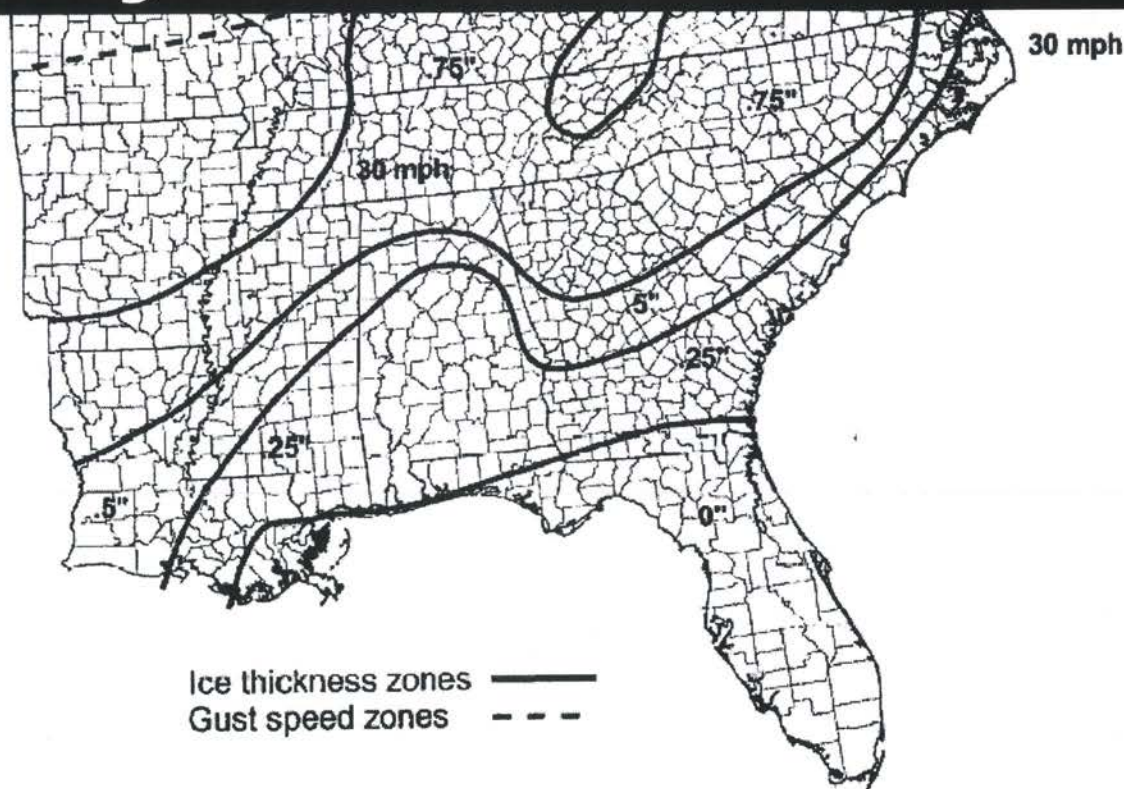 .75"
30 mph
.75"
30 mph
.5"
.25"
.25"
.5"
0"
Ice thickness zones
Gust speed zones